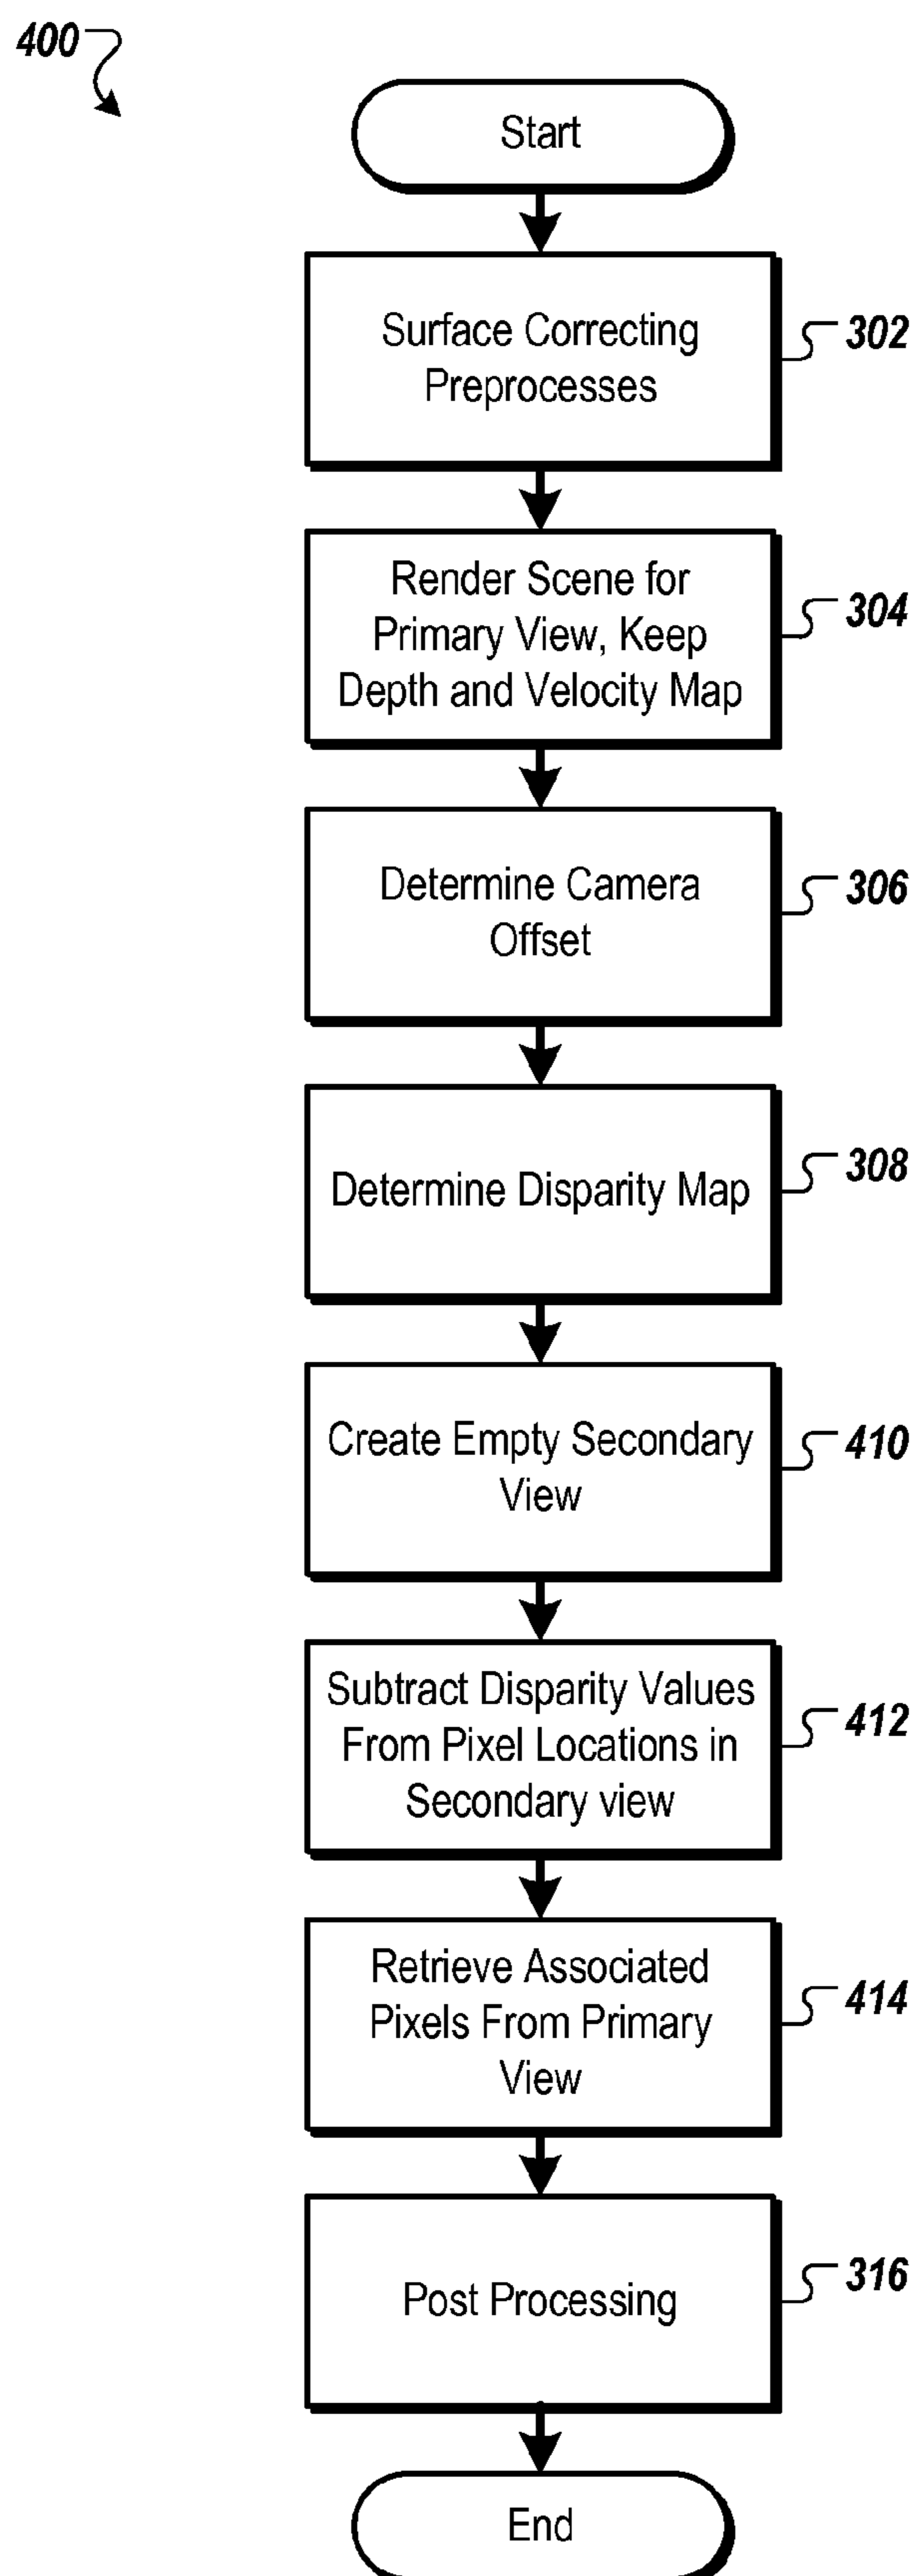 400
Start
Surface Correcting
Preprocesses
302
Render Scene for
Primary View, Keep
Depth and Velocity Map
304
Determine Camera
Offset
306
Determine Disparity Map
308
Create Empty Secondary
View
410
Subtract Disparity Values
From Pixel Locations in
Secondary view
412
Retrieve Associated
Pixels From Primary
View
414
Post Processing
316
End